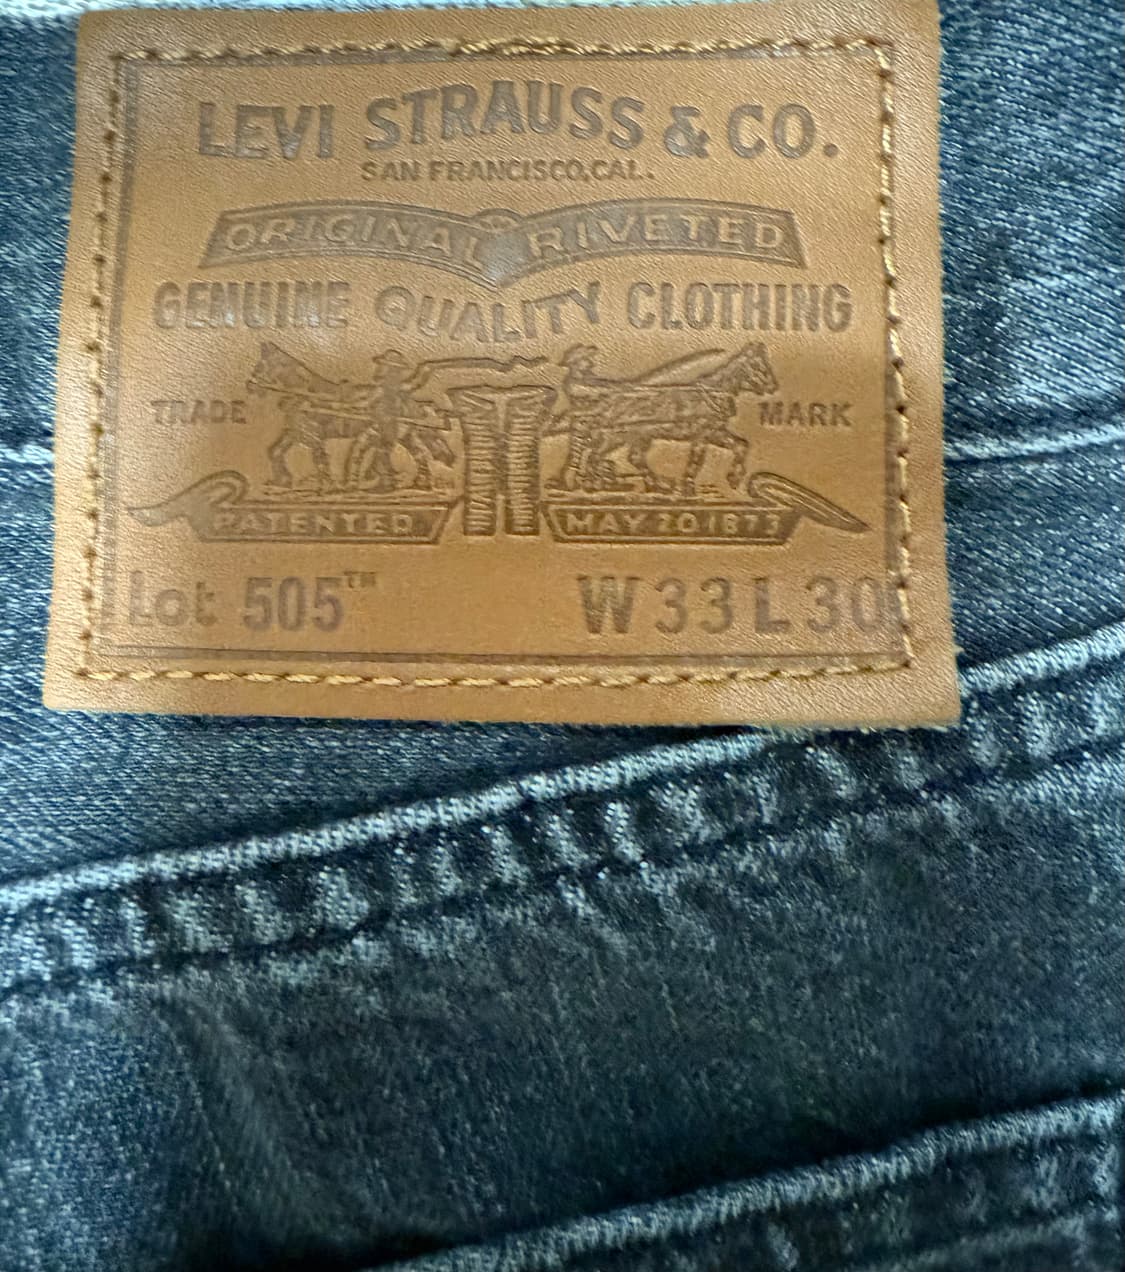 LEVI STRAUSS & CO.
SAN FRANCISCO, CAL.
ORIGINAL RIVETED
GENUINE QUALITY CLOTHING
TRADE MARK
PATENTED MAY 20 1873
Lot 505™ W 33 L 30